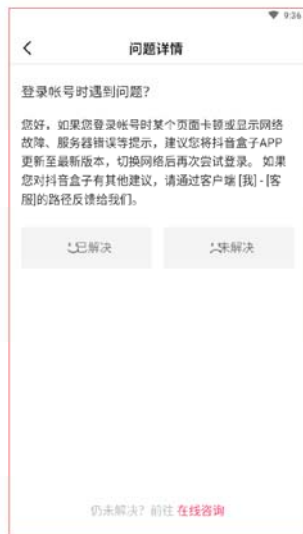 9:36
问题详情
登录帐号时遇到问题?
您好。如果您登录帐号时某个页面卡顿或显示网络
故障、服务器错误等提示，建议您将抖音盒子APP
更新至最新版本，切换网络后再次尝试登录。 如果
您对抖音盒子有其他建议，请通过客户端 [我] - [客
服]的路径反馈给我们。
已解决
未解决
仍未解决? 前往 在线咨询